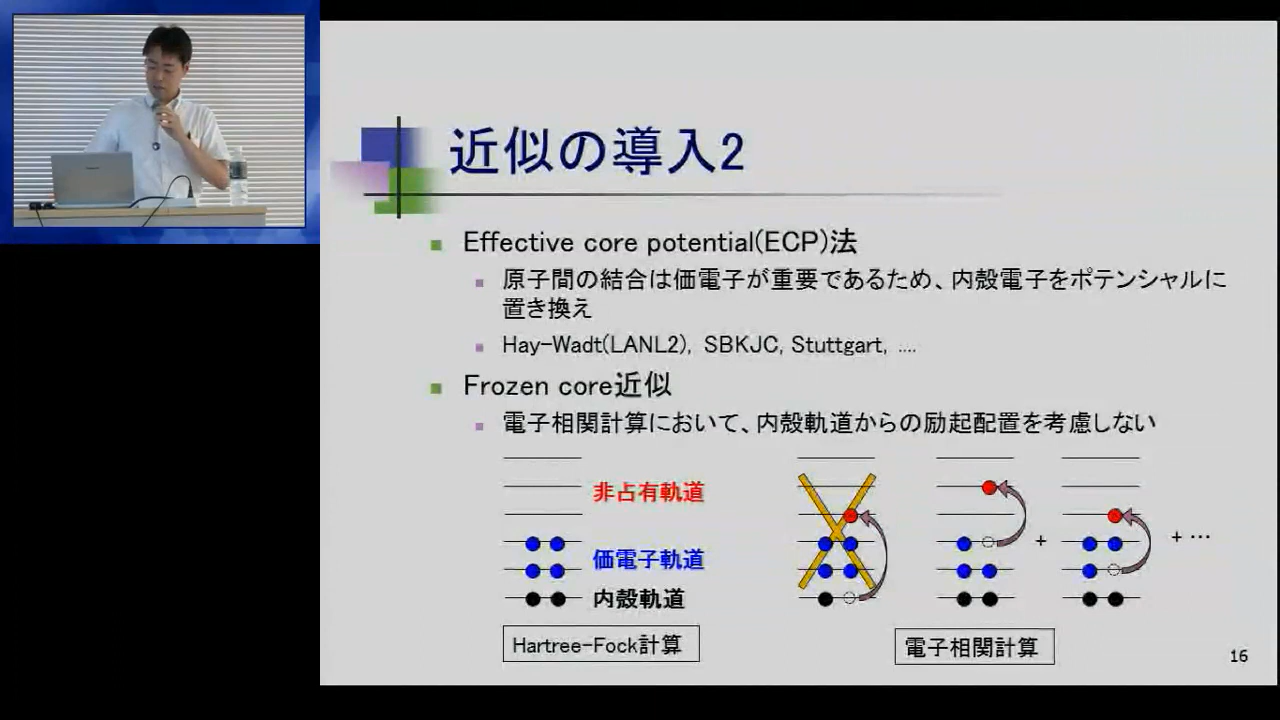 近似の導入2
Effective core potential(ECP)法
原子間の結合は価電子が重要であるため、内殻電子をポテンシャルに
置き換え
Hay-Wadt(LANL2), SBKJC, Stuttgart, ....
Frozen core近似
電子相関計算において、内殻軌道からの励起配置を考慮しない
非占有軌道
価電子軌道
内殻軌道
+
+ …
Hartree-Fock計算
電子相関計算
16